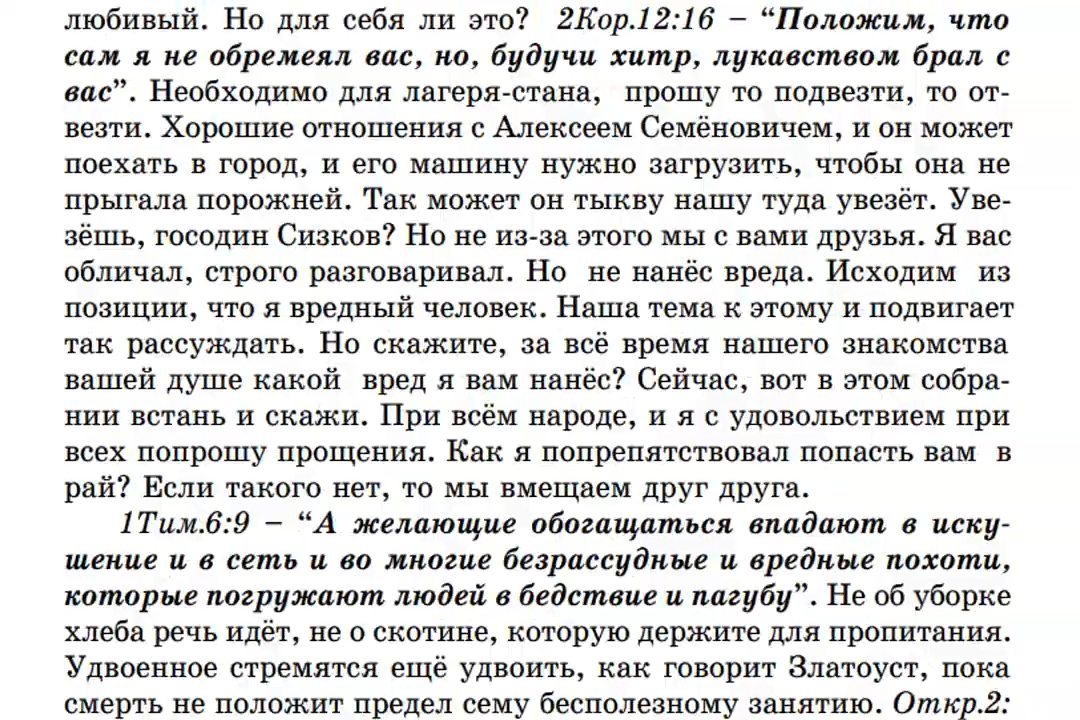 любивый. Но для себя ли это?  2Кор.12:16 – “Положим, что
сам я не обремеял вас, но, будучи хитр, лукавством брал с
вас”. Необходимо для лагеря-стана,  прошу то подвезти, то от-
везти. Хорошие отношения с Алексеем Семёновичем, и он может
поехать в город, и его машину нужно загрузить, чтобы она не
прыгала порожней. Так может он тыкву нашу туда увезёт. Уве-
зёшь, госодин Сизков? Но не из-за этого мы с вами друзья. Я вас
обличал, строго разговаривал. Но  не нанёс вреда. Исходим  из
позиции, что я вредный человек. Наша тема к этому и подвигает
так рассуждать. Но скажите, за всё время нашего знакомства
вашей душе какой  вред я вам нанёс? Сейчас, вот в этом собра-
нии встань и скажи. При всём народе, и я с удовольствием при
всех попрошу прощения. Как я попрепятствовал попасть вам  в
рай? Если такого нет, то мы вмещаем друг друга.
1Тим.6:9 – “А желающие обогащаться впадают в иску-
шение и в сеть и во многие безрассудные и вредные похоти,
которые погружают людей в бедствие и пагубу”. Не об уборке
хлеба речь идёт, не о скотине, которую держите для пропитания.
Удвоенное стремятся ещё удвоить, как говорит Златоуст, пока
смерть не положит предел сему бесполезному занятию. Откр.2: